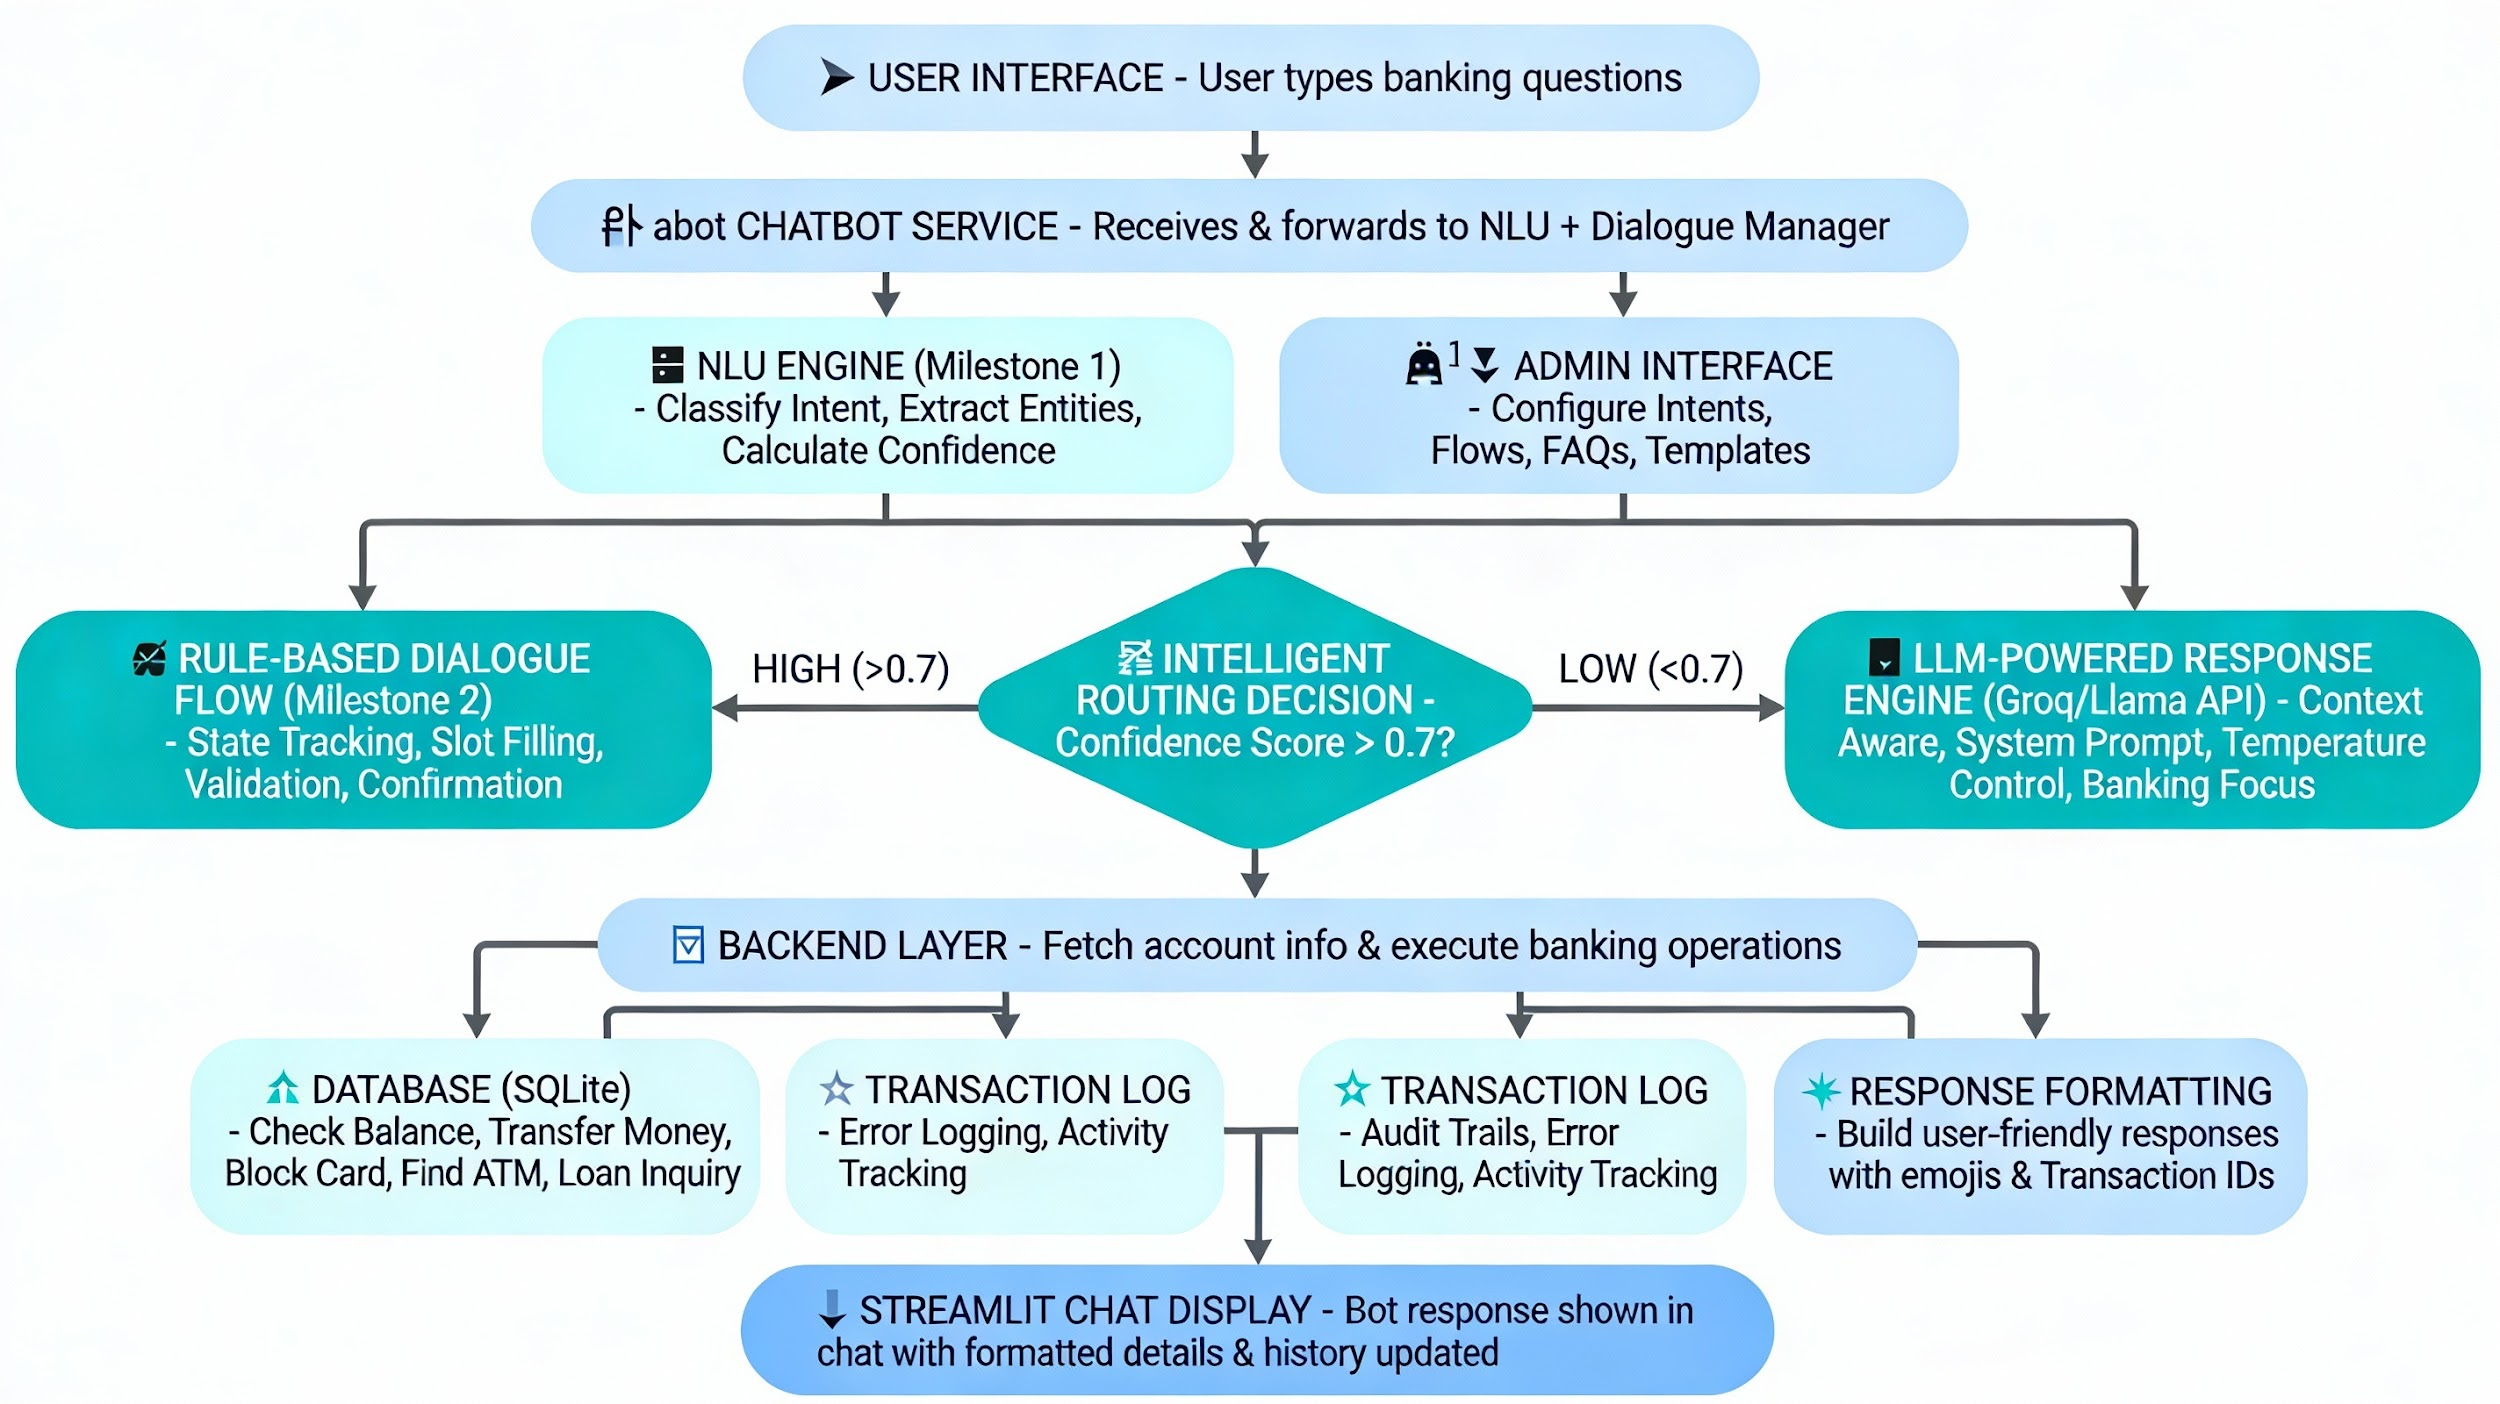 USER INTERFACE - User types banking questions
abot CHATBOT SERVICE - Receives & forwards to NLU + Dialogue Manager
NLU ENGINE (Milestone 1)
- Classify Intent, Extract Entities,
Calculate Confidence
1 ADMIN INTERFACE
- Configure Intents,
Flows, FAQs, Templates
RULE-BASED DIALOGUE
FLOW (Milestone 2)
- State Tracking, Slot Filling,
Validation, Confirmation
HIGH (>0.7)
INTELLIGENT
ROUTING DECISION -
Confidence Score > 0.7?
LOW (<0.7)
LLM-POWERED RESPONSE
ENGINE (Groq/Llama API) - Context
Aware, System Prompt, Temperature
Control, Banking Focus
BACKEND LAYER - Fetch account info & execute banking operations
DATABASE (SQLite)
- Check Balance, Transfer Money,
Block Card, Find ATM, Loan Inquiry
TRANSACTION LOG
- Error Logging, Activity
Tracking
TRANSACTION LOG
- Audit Trails, Error
Logging, Activity Tracking
RESPONSE FORMATTING
- Build user-friendly responses
with emojis & Transaction IDs
STREAMLIT CHAT DISPLAY - Bot response shown in
chat with formatted details & history updated